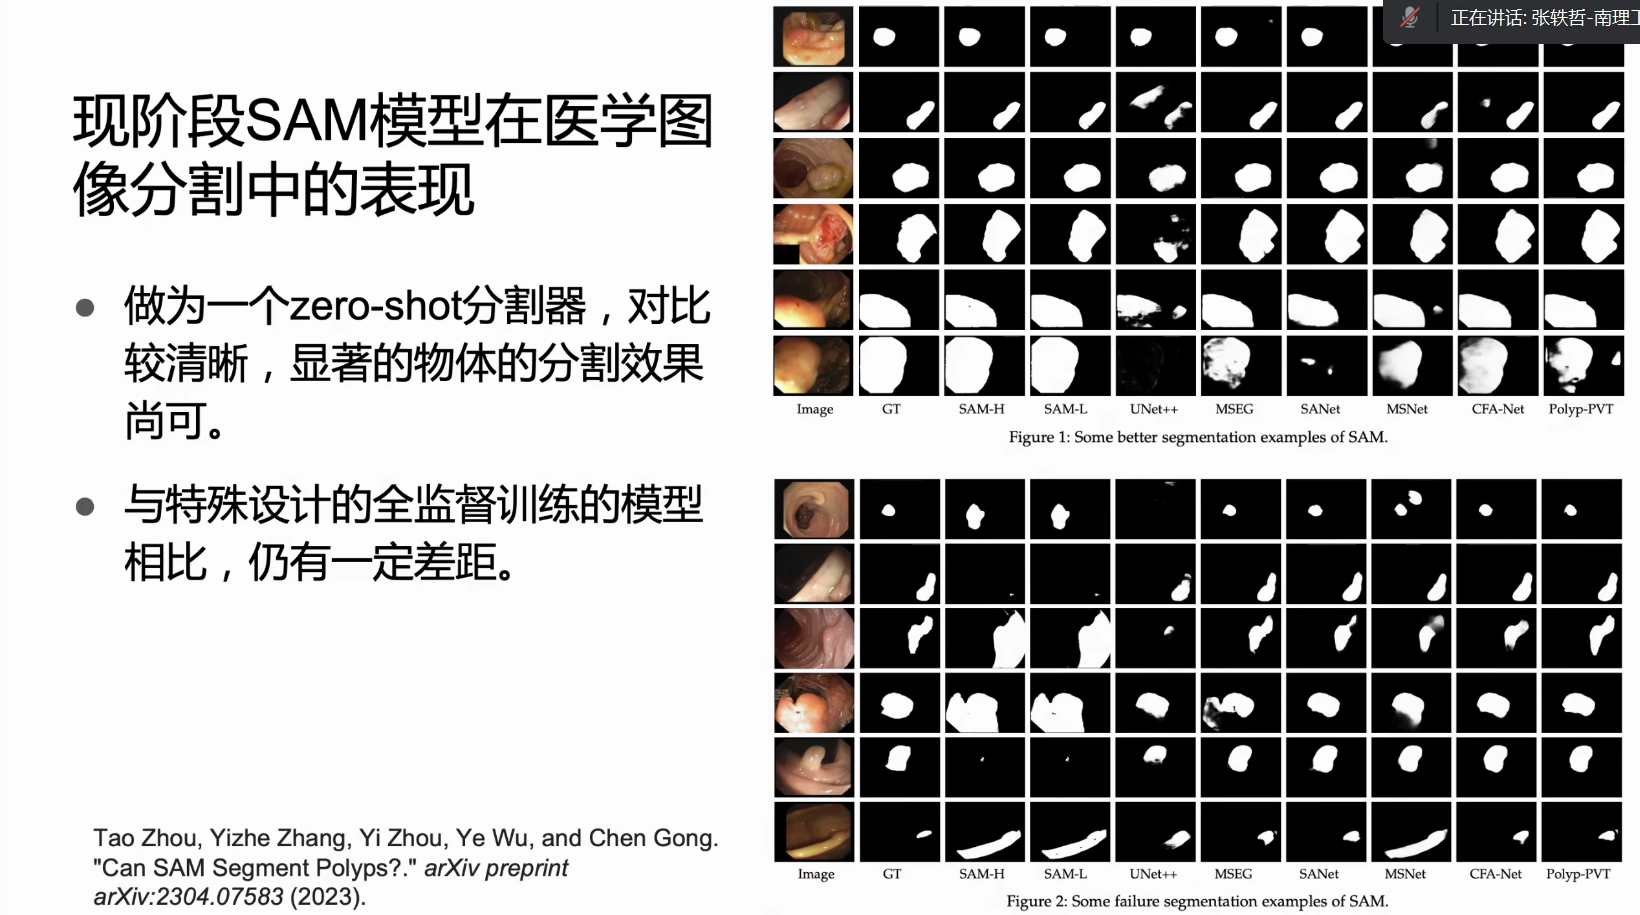 正在讲话: 张轶哲-南理工
现阶段SAM模型在医学图
像分割中的表现
做为一个zero-shot分割器，对比
较清晰，显著的物体的分割效果
尚可。
与特殊设计的全监督训练的模型
相比，仍有一定差距。
Tao Zhou, Yizhe Zhang, Yi Zhou, Ye Wu, and Chen Gong.
"Can SAM Segment Polyps?." arXiv preprint
arXiv:2304.07583 (2023).
Image GT SAM-H SAM-L UNet++ MSEG SANet MSNet CFA-Net Polyp-PVT
Figure 1: Some better segmentation examples of SAM.
Image GT SAM-H SAM-L UNet++ MSEG SANet MSNet CFA-Net Polyp-PVT
Figure 2: Some failure segmentation examples of SAM.